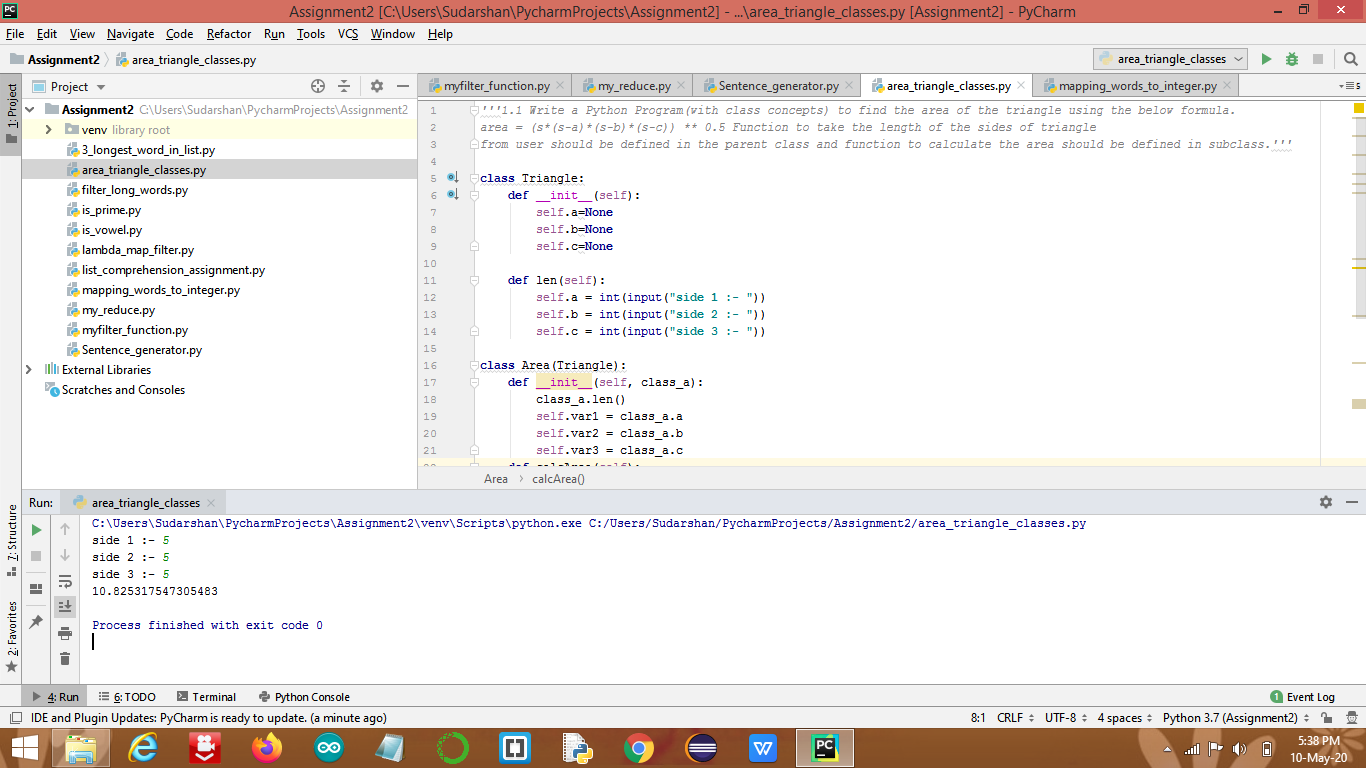 PC Assignment2 [C:\Users\Sudarshan\PycharmProjects\Assignment2] - ...\area_triangle_classes.py [Assignment2] - PyCharm
File Edit View Navigate Code Refactor Run Tools VCS Window Help
Assignment2 area_triangle_classes.py area_triangle_classes
1: Project
Project
myfilter_function.py my_reduce.py Sentence_generator.py area_triangle_classes.py mapping_words_to_integer.py 5
Assignment2 C:\Users\Sudarshan\PycharmProjects\Assignment2
venv library root
3_longest_word_in_list.py
area_triangle_classes.py
filter_long_words.py
is_prime.py
is_vowel.py
lambda_map_filter.py
list_comprehension_assignment.py
mapping_words_to_integer.py
my_reduce.py
myfilter_function.py
Sentence_generator.py
External Libraries
Scratches and Consoles
1 '''1.1 Write a Python Program(with class concepts) to find the area of the triangle using the below formula.
2 area = (s*(s-a)*(s-b)*(s-c)) ** 0.5 Function to take the length of the sides of triangle
3 from user should be defined in the parent class and function to calculate the area should be defined in subclass.'''
4
5 class Triangle:
6 def __init__(self):
7 self.a=None
8 self.b=None
9 self.c=None
10
11 def len(self):
12 self.a = int(input("side 1 :- "))
13 self.b = int(input("side 2 :- "))
14 self.c = int(input("side 3 :- "))
15
16 class Area(Triangle):
17 def __init__(self, class_a):
18 class_a.len()
19 self.var1 = class_a.a
20 self.var2 = class_a.b
21 self.var3 = class_a.c
22 def calcArea(self):
Area calcArea()
Run: area_triangle_classes
7: Structure
2: Favorites
C:\Users\Sudarshan\PycharmProjects\Assignment2\venv\Scripts\python.exe C:/Users/Sudarshan/PycharmProjects/Assignment2/area_triangle_classes.py
side 1 :- 5
side 2 :- 5
side 3 :- 5
10.825317547305483
Process finished with exit code 0
4: Run 6: TODO Terminal Python Console 1 Event Log
IDE and Plugin Updates: PyCharm is ready to update. (a minute ago) 8:1 CRLF UTF-8 4 spaces Python 3.7 (Assignment2)
W PC 5:38 PM
10-May-20